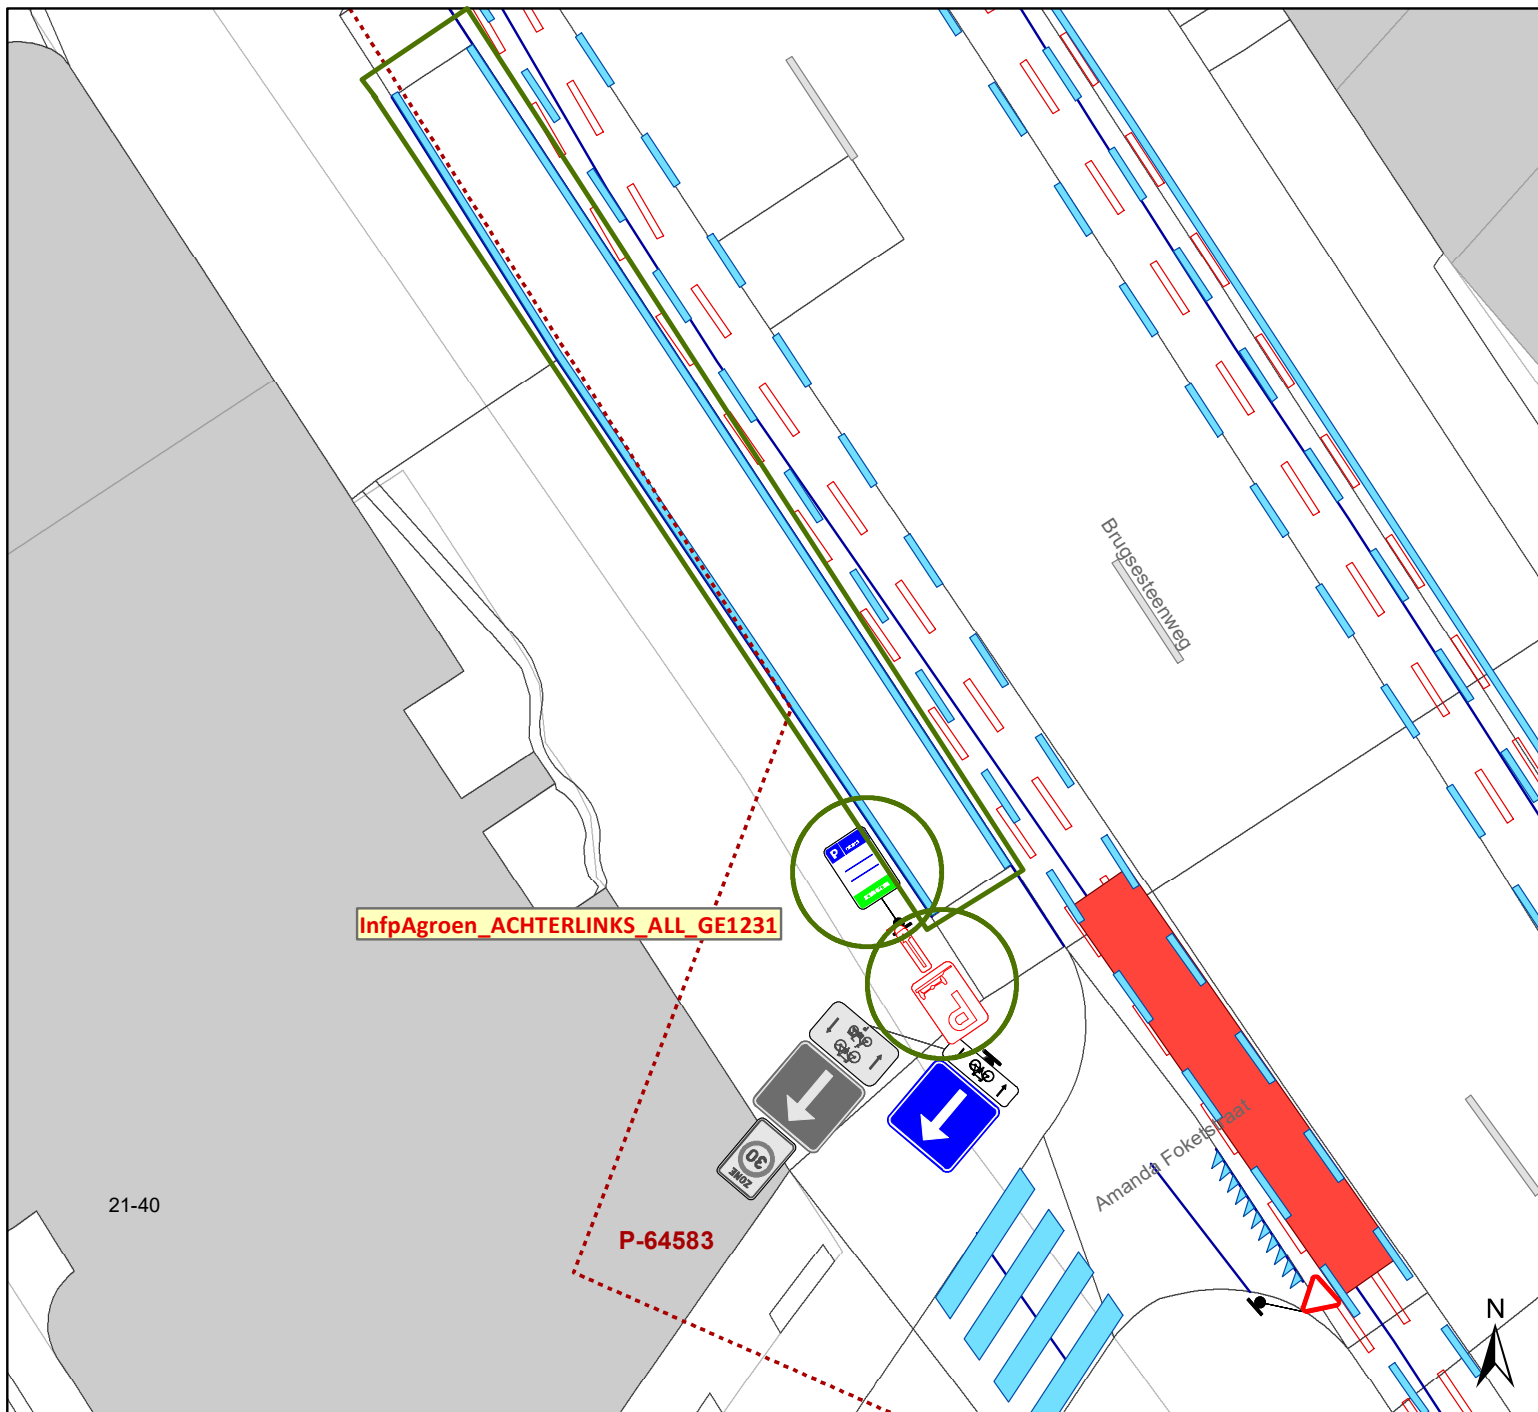 Brugsesteenweg
P
InfpAgroen_ACHTERLINKS_ALL_GE1231
P
Amanda Foketstraat
30
ZONE
21-40
P-64583
N